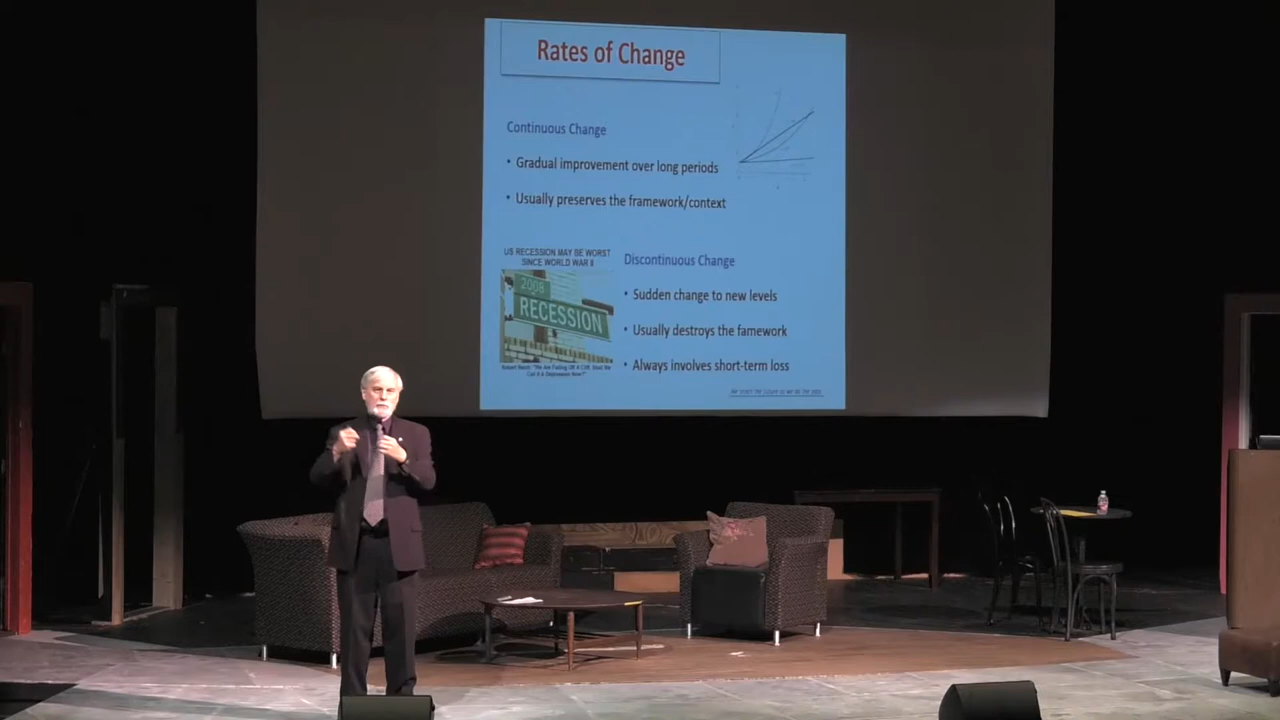 Rates of Change
Continuous Change
• Gradual improvement over long periods
• Usually preserves the framework/context
US RECESSION MAY BE WORST
SINCE WORLD WAR II
2008
RECESSION
Discontinuous Change
• Sudden change to new levels
• Usually destroys the famework
• Always involves short-term loss